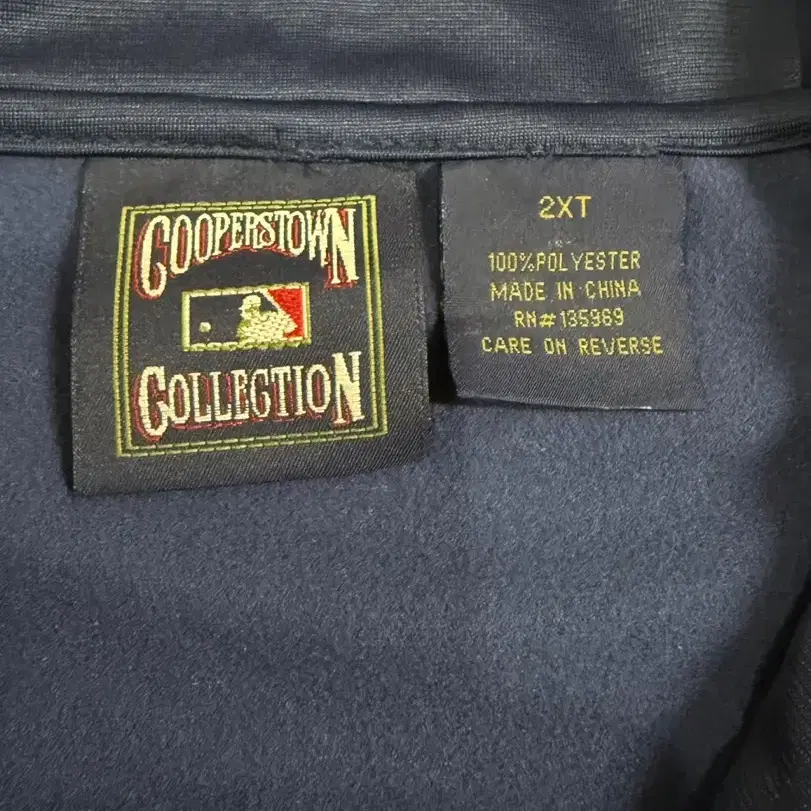 COOPERSTOWN
COLLECTION
2XT
100%POLYESTER
MADE IN CHINA
RN#135969
CARE ON REVERSE